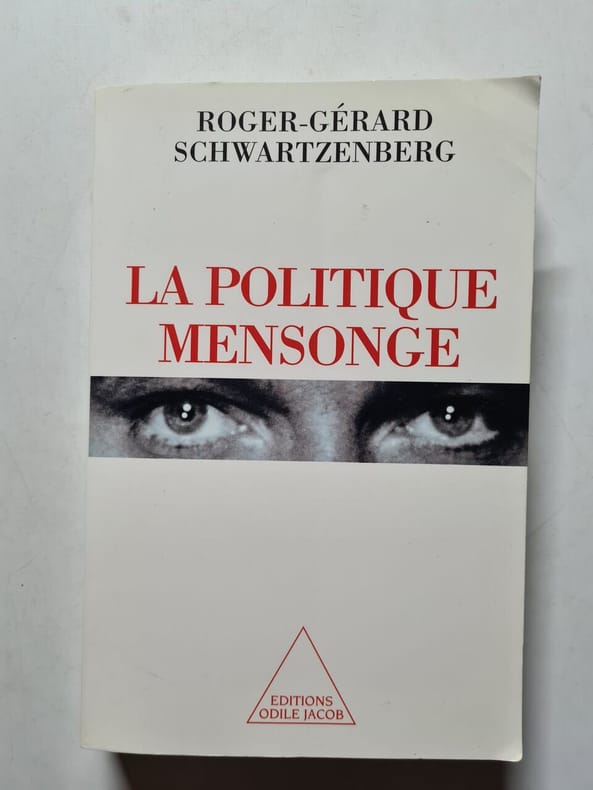 ROGER-GÉRARD
SCHWARTZENBERG
LA POLITIQUE
MENSONGE
EDITIONS
ODILE JACOB